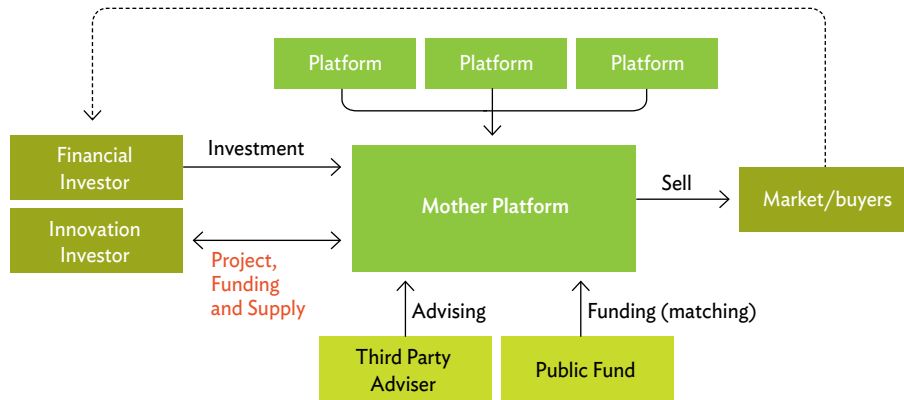 Platform
Platform
Platform
Financial
Investor
Investment
Mother Platform
Sell
Market/buyers
Innovation
Investor
Project,
Funding
and Supply
Advising
Funding (matching)
Third Party
Adviser
Public Fund